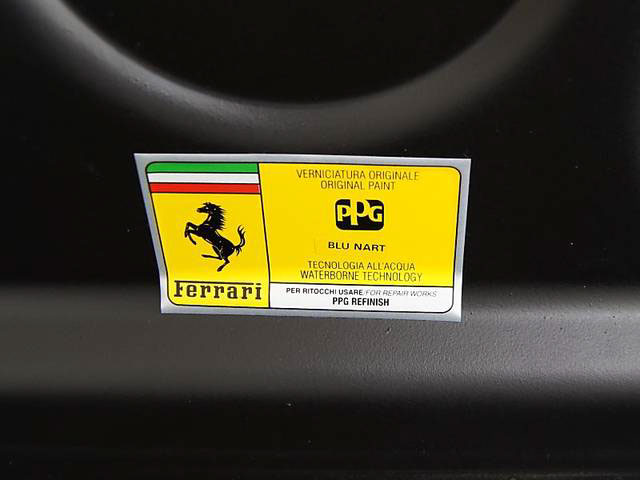 Ferrari
VERNICIATURA ORIGINALE
ORIGINAL PAINT
PPG
BLU NART
TECNOLOGIA ALL'ACQUA
WATERBORNE TECHNOLOGY
PER RITOCCHI USARE/FOR REPAIR WORKS
PPG REFINISH